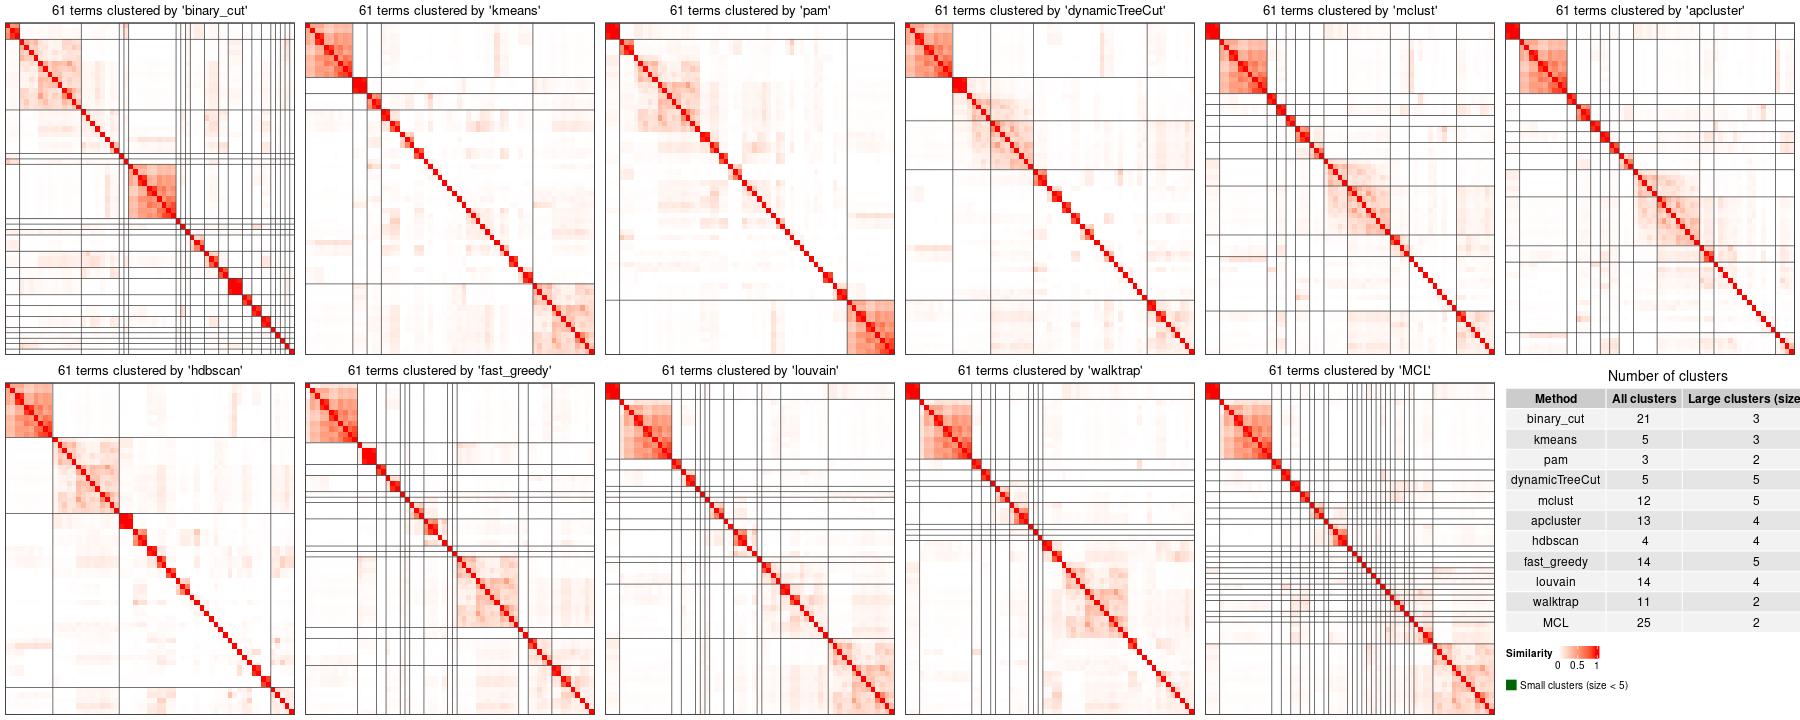 61 terms clustered by 'binary_cut'
61 terms clustered by 'kmeans'
61 terms clustered by 'pam'
61 terms clustered by 'dynamicTreeCut'
61 terms clustered by 'mclust'
61 terms clustered by 'apcluster'
61 terms clustered by 'hdbscan'
61 terms clustered by 'fast_greedy'
61 terms clustered by 'louvain'
61 terms clustered by 'walktrap'
61 terms clustered by 'MCL'
Number of clusters
Method All clusters Large clusters (size
binary_cut 21 3
kmeans 5 3
pam 3 2
dynamicTreeCut 5 5
mclust 12 5
apcluster 13 4
hdbscan 4 4
fast_greedy 14 5
louvain 14 4
walktrap 11 2
MCL 25 2
Similarity
0 0.5 1
Small clusters (size < 5)